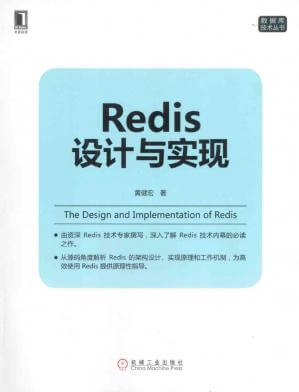 数据库
技术丛书
Redis
设计与实现
黄健宏 著
The Design and Implementation of Redis
由资深 Redis 技术专家撰写，深入了解 Redis 技术内幕的必读
之作。
从源码角度解析 Redis 的架构设计、实现原理和工作机制，为高
效使用 Redis 提供原理性指导。
机械工业出版社
China Machine Press